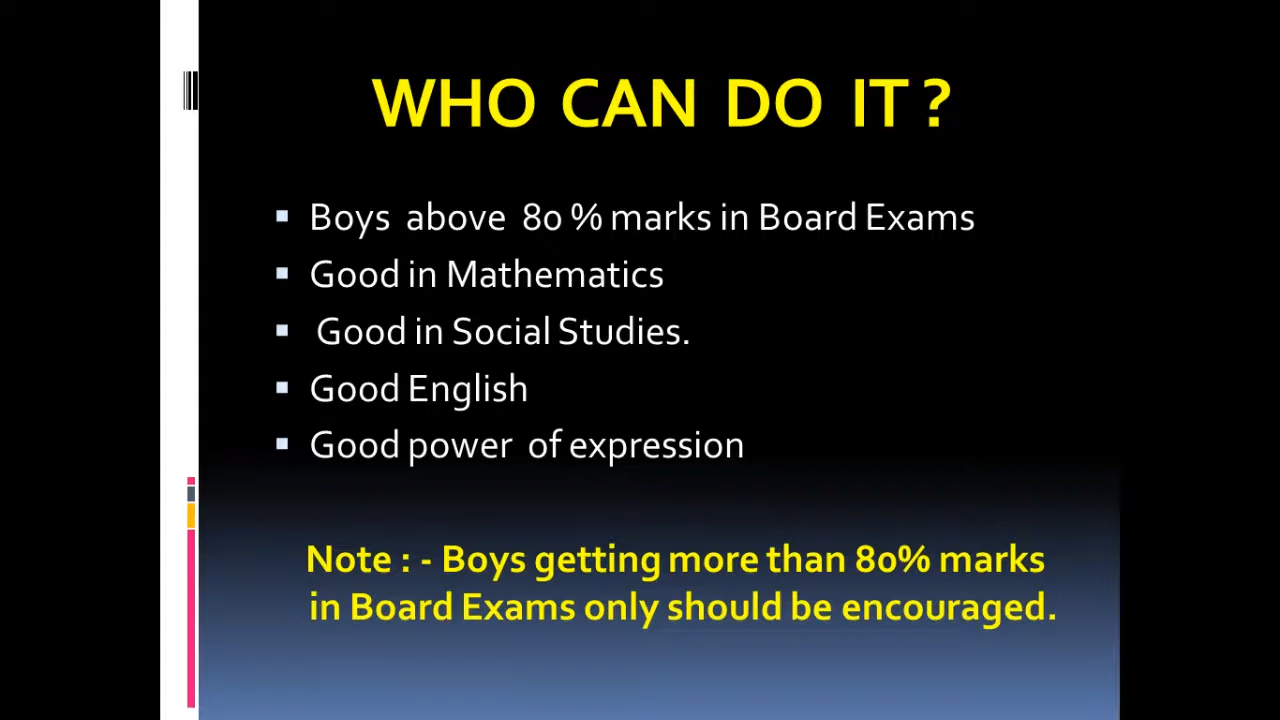 WHO CAN DO IT ?
Boys above 80 % marks in Board Exams
Good in Mathematics
Good in Social Studies.
Good English
Good power of expression
Note : - Boys getting more than 80% marks
in Board Exams only should be encouraged.